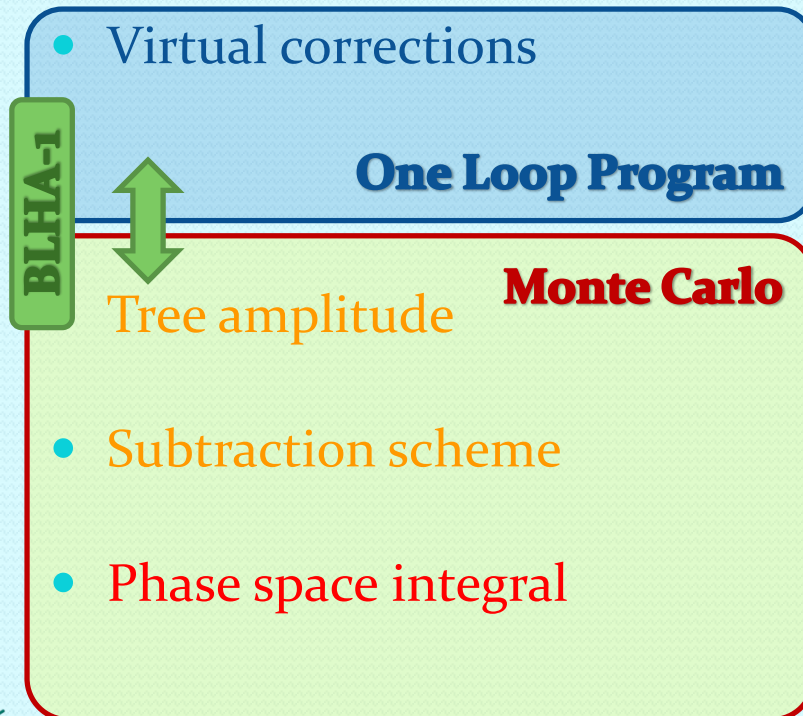 • Virtual corrections
One Loop Program
BLHA-1
Monte Carlo
Tree amplitude
• Subtraction scheme
• Phase space integral